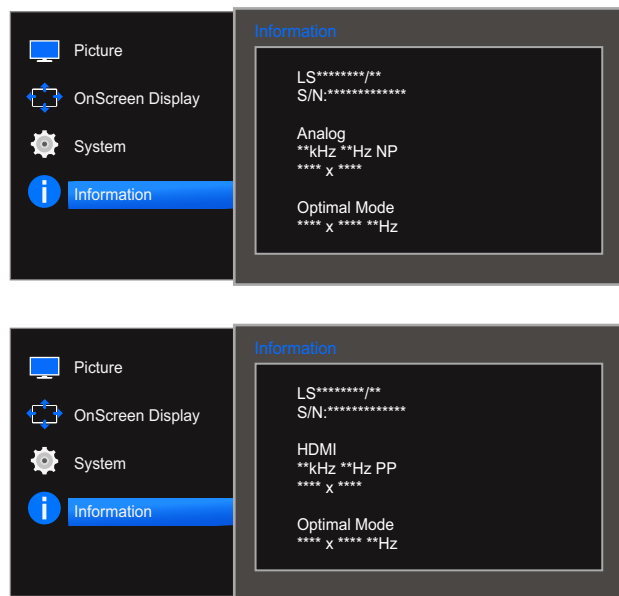 Picture
OnScreen Display
System
Information
Information
LS********/**
S/N:*************
Analog
**kHz **Hz NP
**** x ****
Optimal Mode
**** x **** **Hz
Picture
OnScreen Display
System
Information
Information
LS********/**
S/N:*************
HDMI
**kHz **Hz PP
**** x ****
Optimal Mode
**** x **** **Hz